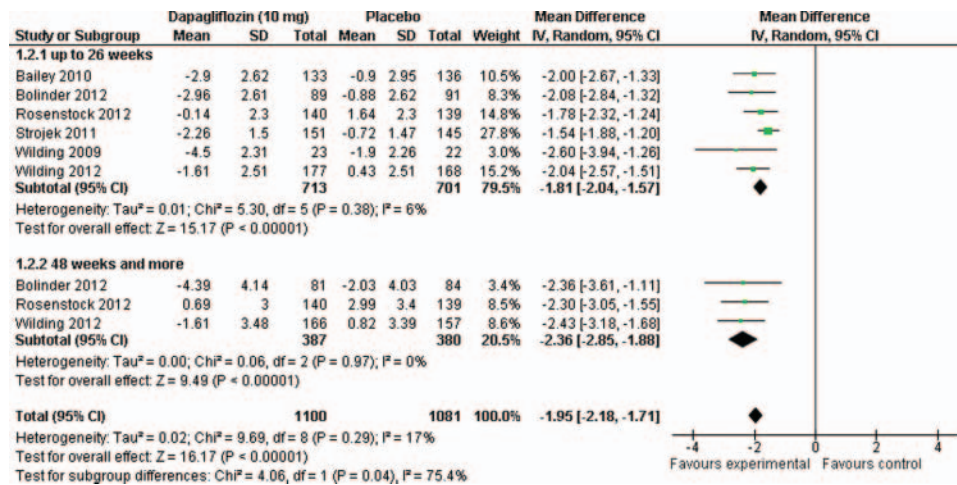 Dapagliflozin (10 mg) Placebo Mean Difference Mean Difference
Study or Subgroup Mean SD Total Mean SD Total Weight IV, Random, 95% CI IV, Random, 95% CI
1.2.1 up to 26 weeks
Bailey 2010 -2.9 2.62 133 -0.9 2.95 136 10.5% -2.00 [-2.67, -1.33]
Bolinder 2012 -2.96 2.61 89 -0.88 2.62 91 8.3% -2.08 [-2.84, -1.32]
Rosenstock 2012 -0.14 2.3 140 1.64 2.3 139 14.8% -1.78 [-2.32, -1.24]
Strojek 2011 -2.26 1.5 151 -0.72 1.47 145 27.8% -1.54 [-1.88, -1.20]
Wilding 2009 -4.5 2.31 23 -1.9 2.26 22 3.0% -2.60 [-3.94, -1.26]
Wilding 2012 -1.61 2.51 177 0.43 2.51 168 15.2% -2.04 [-2.57, -1.51]
Subtotal (95% CI) 713 701 79.5% -1.81 [-2.04, -1.57]
Heterogeneity: Tau² = 0.01; Chi² = 5.30, df = 5 (P = 0.38); I² = 6%
Test for overall effect: Z = 15.17 (P < 0.00001)
1.2.2 48 weeks and more
Bolinder 2012 -4.39 4.14 81 -2.03 4.03 84 3.4% -2.36 [-3.61, -1.11]
Rosenstock 2012 0.69 3 140 2.99 3.4 139 8.5% -2.30 [-3.05, -1.55]
Wilding 2012 -1.61 3.48 166 0.82 3.39 157 8.6% -2.43 [-3.18, -1.68]
Subtotal (95% CI) 387 380 20.5% -2.36 [-2.85, -1.88]
Heterogeneity: Tau² = 0.00; Chi² = 0.06, df = 2 (P = 0.97); I² = 0%
Test for overall effect: Z = 9.49 (P < 0.00001)
Total (95% CI) 1100 1081 100.0% -1.95 [-2.18, -1.71]
Heterogeneity: Tau² = 0.02; Chi² = 9.69, df = 8 (P = 0.29); I² = 17%
Test for overall effect: Z = 16.17 (P < 0.00001)
Test for subgroup differences: Chi² = 4.06, df = 1 (P = 0.04), I² = 75.4%
-4 -2 0 2 4
Favours experimental Favours control